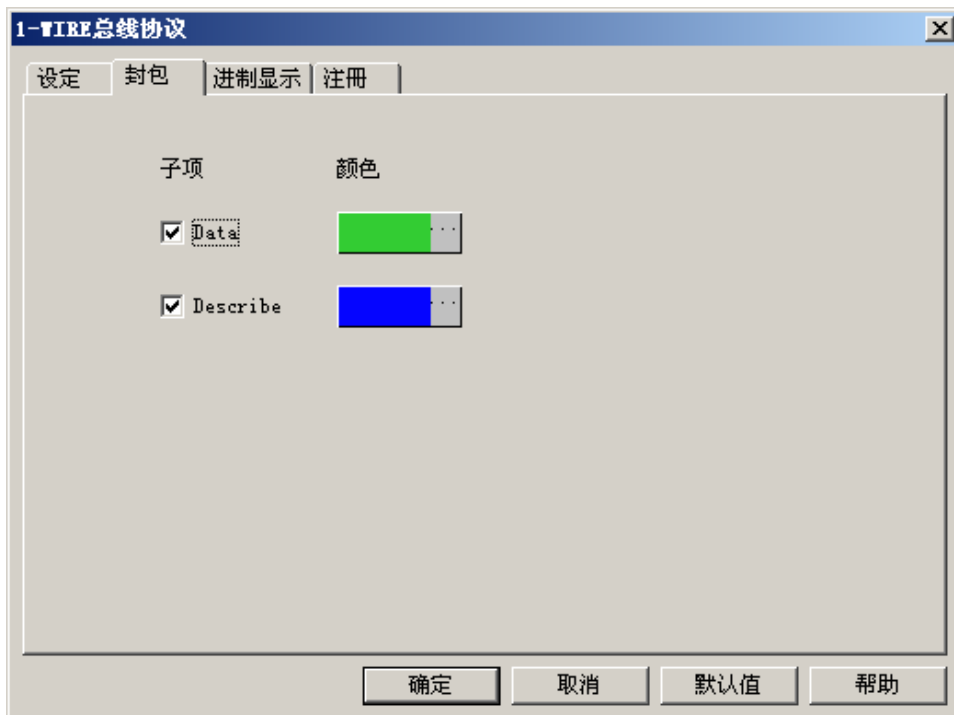 1-WIRE总线协议
设定 封包 进制显示 注冊
子项 颜色
Data ...
Describe ...
确定 取消 默认值 帮助